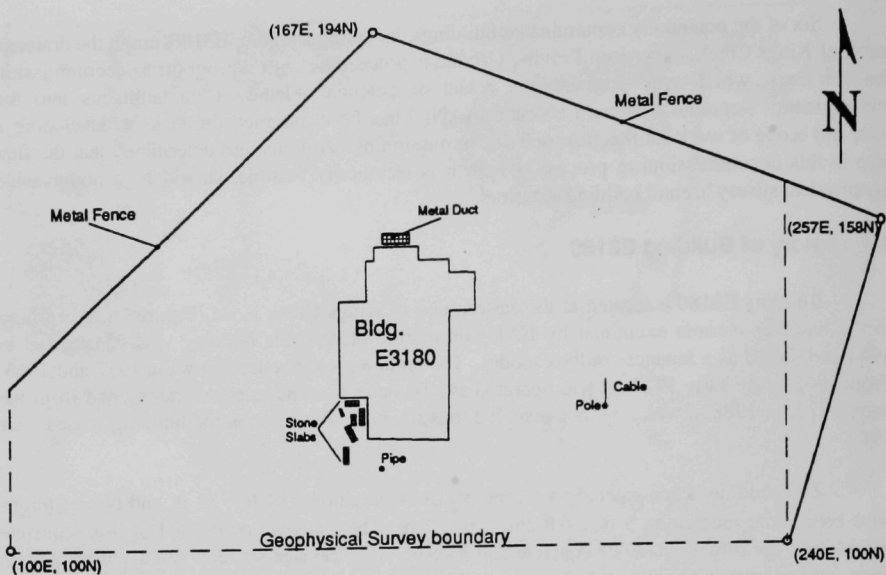 (167E, 194N)
N
Metal Fence
Metal Fence
Metal Duct
(257E, 158N)
Bldg.
E3180
Cable
Pole
Stone
Slabs
Pipe
Geophysical Survey boundary
(100E, 100N)
(240E, 100N)